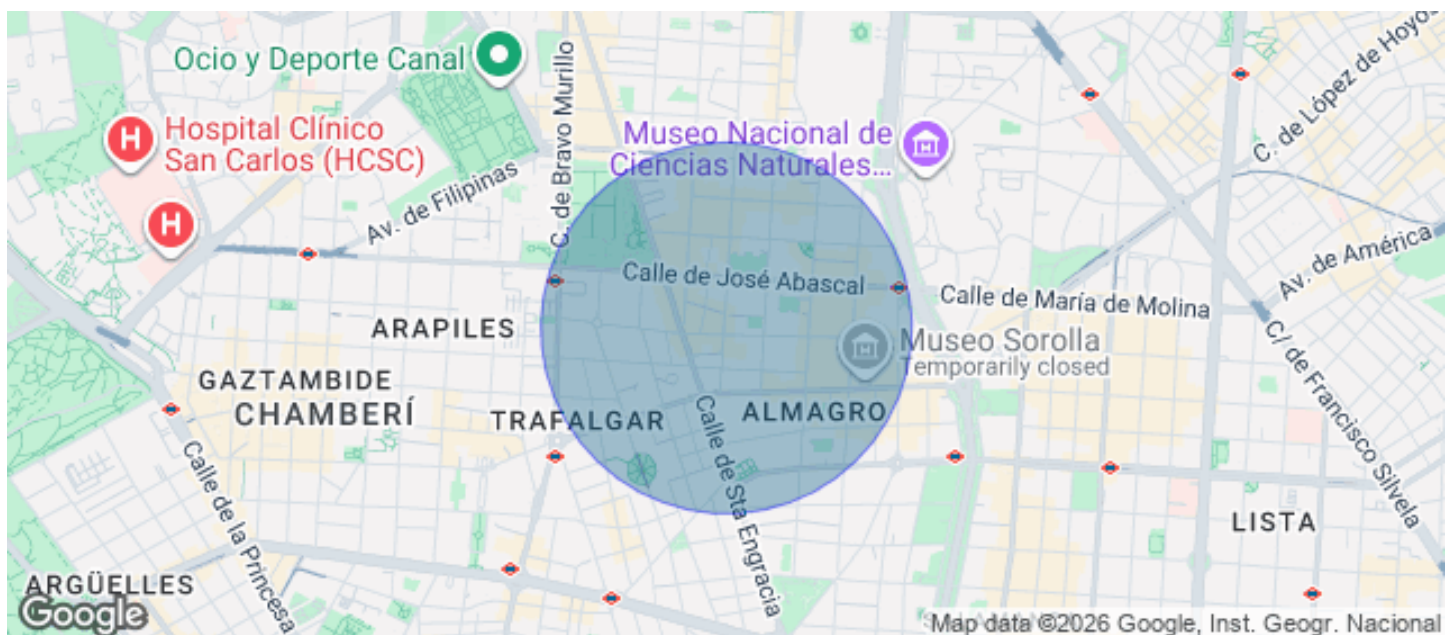 Ocio y Deporte Canal
Hospital Clínico
San Carlos (HCSC)
H
H
Av. de Filipinas
C. de Bravo Murillo
Museo Nacional de
Ciencias Naturales...
C. de López de Hoyos
Av. de América
Calle de José Abascal
Calle de María de Molina
ARAPILES
Museo Sorolla
Temporarily closed
C/ de Francisco Silvela
GAZTAMBIDE
CHAMBERÍ
TRAFALGAR
ALMAGRO
Calle de Sta Engracia
Calle de la Princesa
LISTA
ARGÜELLES
Google
Map data ©2026 Google, Inst. Geogr. Nacional